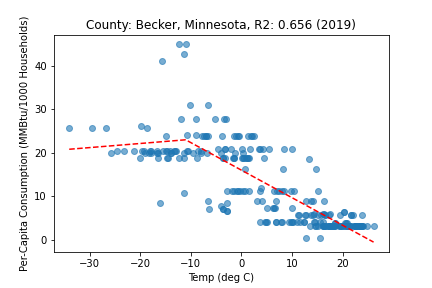 County: Becker, Minnesota, R2: 0.656 (2019)
Per-Capita Consumption (MMBtu/1000 Households)
40
30
20
10
0
−30 −20 −10 0 10 20
Temp (deg C)